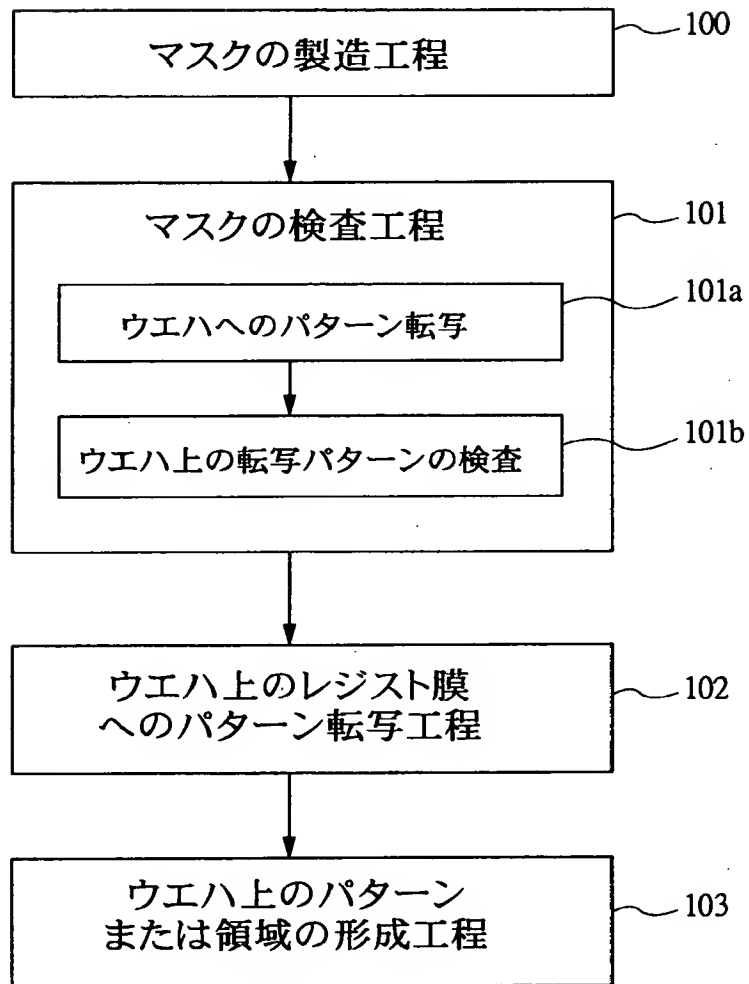 マスクの製造工程
100
マスクの検査工程
101
ウエハへのパターン転写
101a
ウエハ上の転写パターンの検査
101b
ウエハ上のレジスト膜
へのパターン転写工程
102
ウエハ上のパターン
または領域の形成工程
103